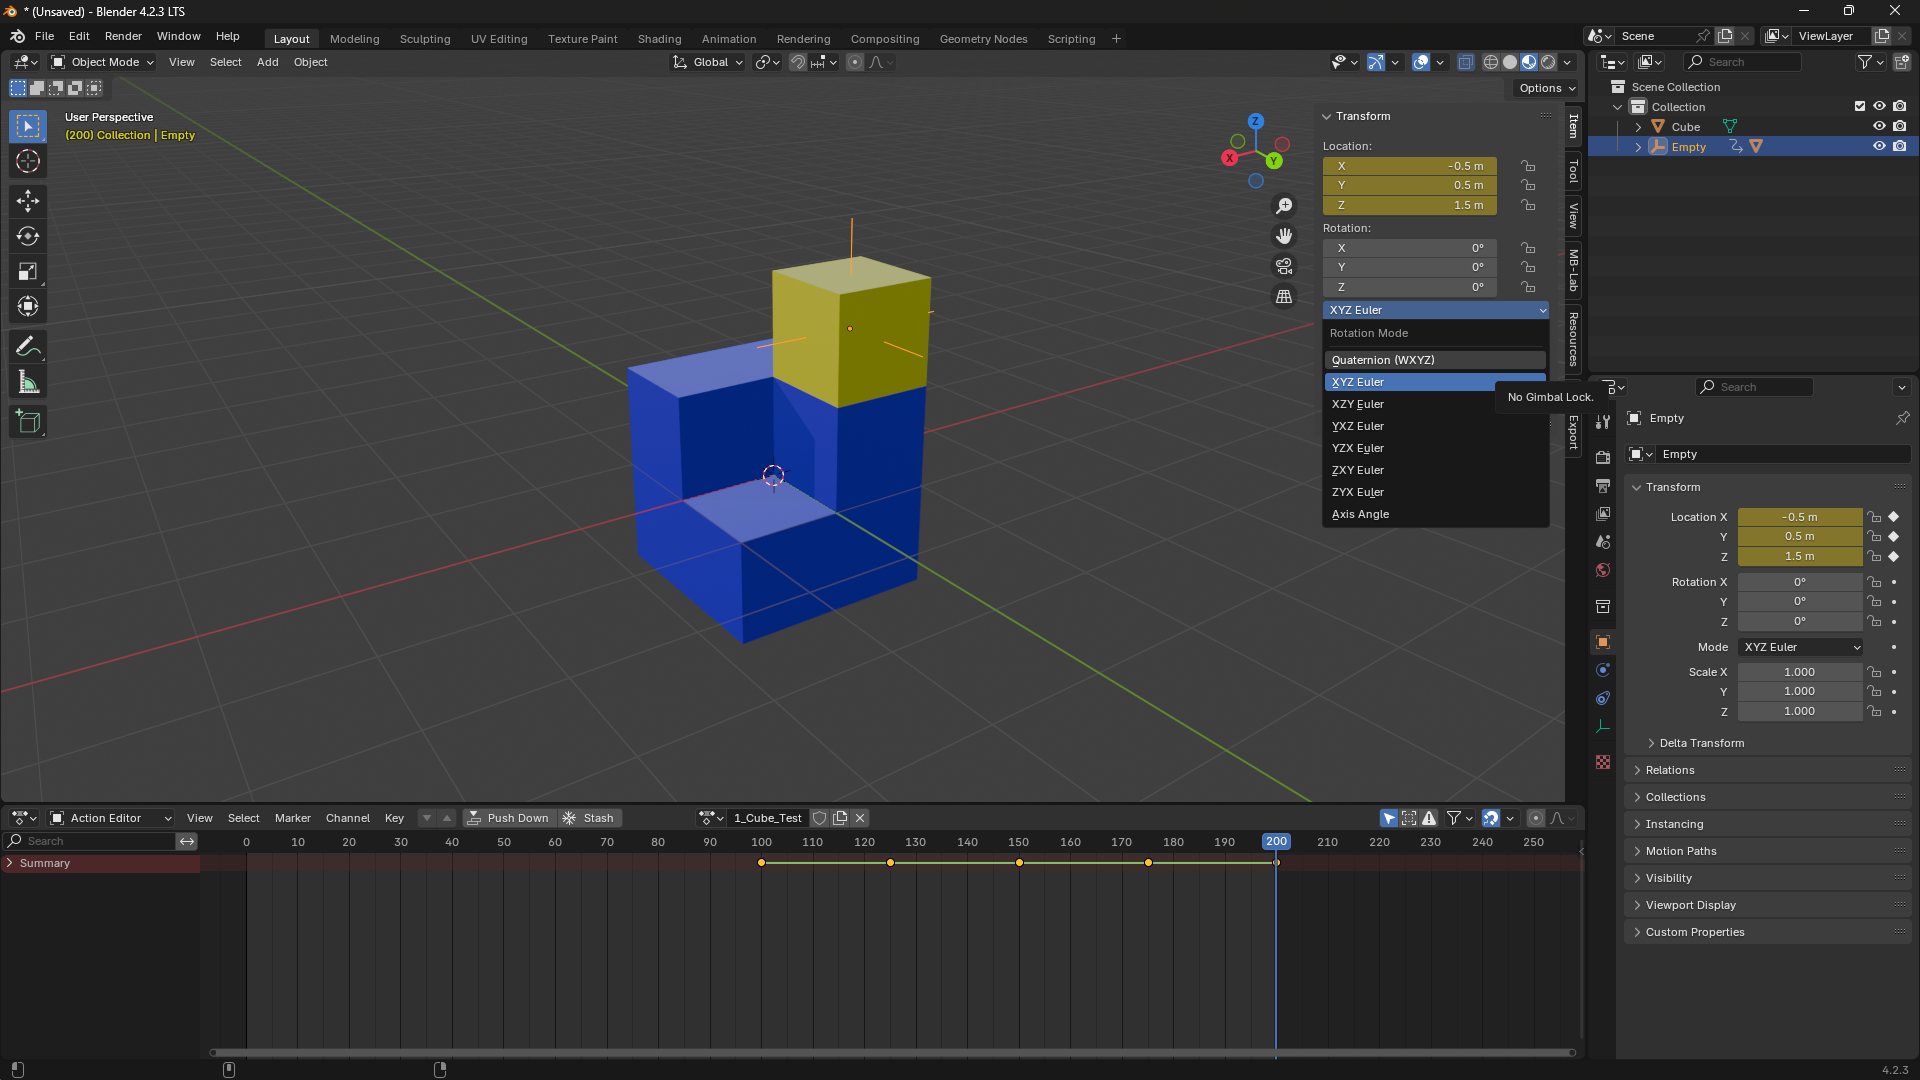 * (Unsaved) - Blender 4.2.3 LTS
File Edit Render Window Help
Layout Modeling Sculpting UV Editing Texture Paint Shading Animation Rendering Compositing Geometry Nodes Scripting +
Scene
ViewLayer
Object Mode View Select Add Object
Global
Options
User Perspective
(200) Collection | Empty
Z
X
Y
Transform
Location:
X -0.5 m
Y 0.5 m
Z 1.5 m
Rotation:
X 0°
Y 0°
Z 0°
XYZ Euler
Rotation Mode
Quaternion (WXYZ)
XYZ Euler
No Gimbal Lock.
XZY Euler
YXZ Euler
YZX Euler
ZXY Euler
ZYX Euler
Axis Angle
Item
Tool
View
MB-Lab
Resources
Export
Search
Scene Collection
Collection
Cube
Empty
Search
Empty
Empty
Transform
Location X -0.5 m
Y 0.5 m
Z 1.5 m
Rotation X 0°
Y 0°
Z 0°
Mode XYZ Euler
Scale X 1.000
Y 1.000
Z 1.000
Delta Transform
Relations
Collections
Instancing
Motion Paths
Visibility
Viewport Display
Custom Properties
Action Editor View Select Marker Channel Key Push Down Stash 1_Cube_Test
Search
0 10 20 30 40 50 60 70 80 90 100 110 120 130 140 150 160 170 180 190 200 210 220 230 240 250
Summary
4.2.3